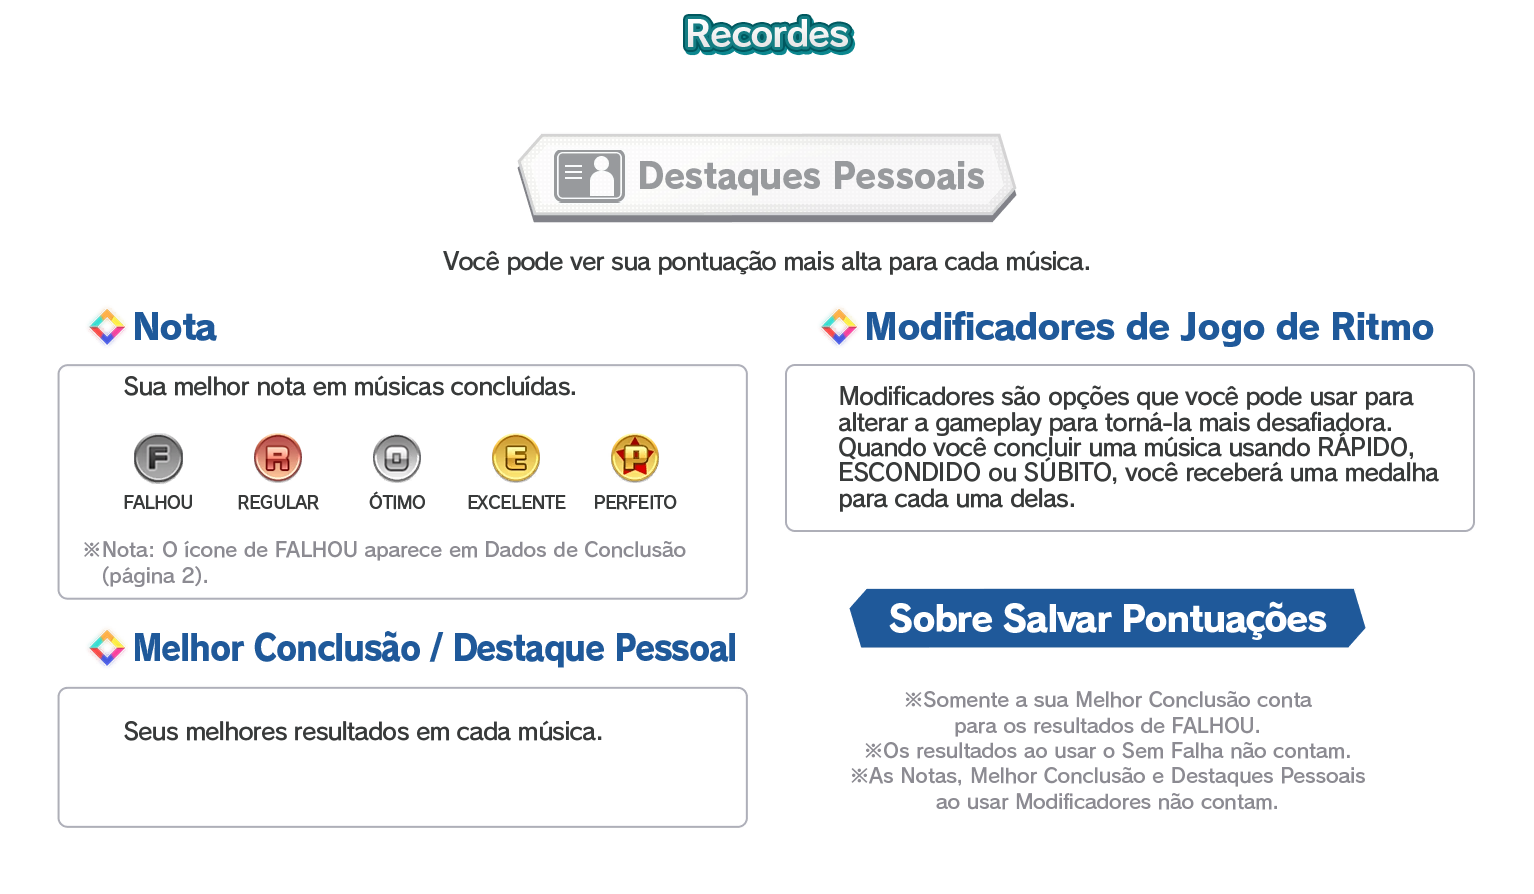 Recordes
Destaques Pessoais
Você pode ver sua pontuação mais alta para cada música.
Nota
Sua melhor nota em músicas concluídas.
F R O E P
FALHOU REGULAR ÓTIMO EXCELENTE PERFEITO
※Nota: O ícone de FALHOU aparece em Dados de Conclusão
(página 2).
Melhor Conclusão / Destaque Pessoal
Seus melhores resultados em cada música.
Modificadores de Jogo de Ritmo
Modificadores são opções que você pode usar para
alterar a gameplay para torná-la mais desafiadora.
Quando você concluir uma música usando RÁPIDO,
ESCONDIDO ou SÚBITO, você receberá uma medalha
para cada uma delas.
Sobre Salvar Pontuações
※Somente a sua Melhor Conclusão conta
para os resultados de FALHOU.
※Os resultados ao usar o Sem Falha não contam.
※As Notas, Melhor Conclusão e Destaques Pessoais
ao usar Modificadores não contam.